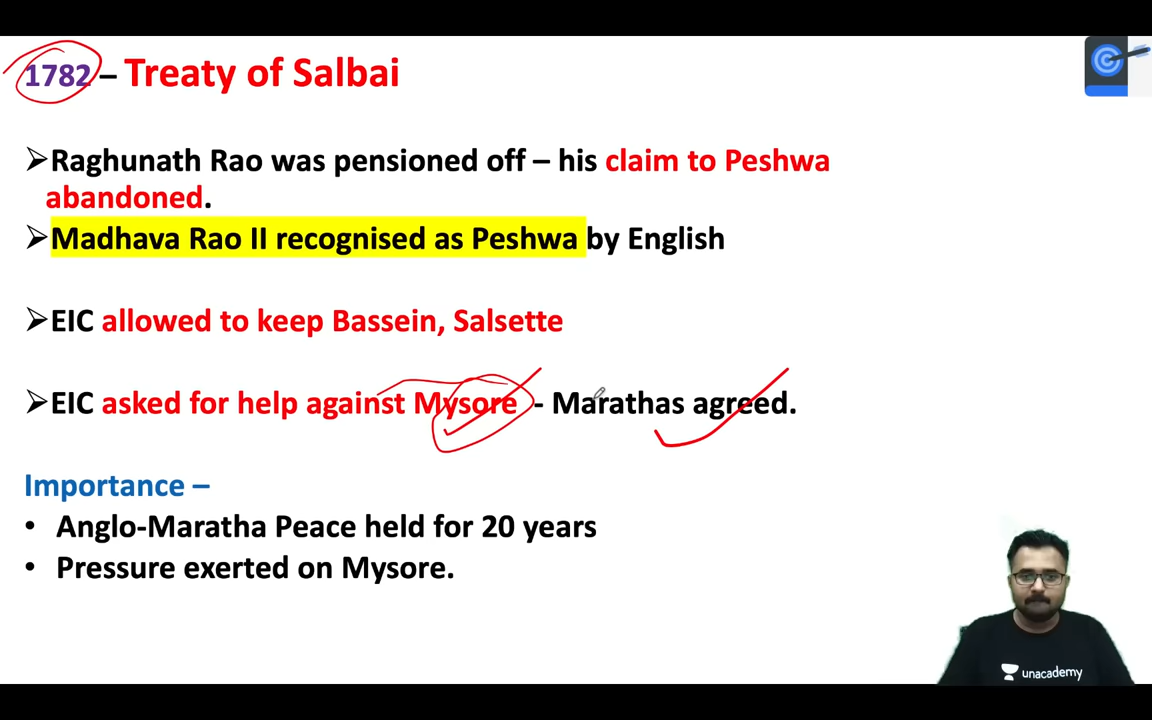 1782 – Treaty of Salbai
➢Raghunath Rao was pensioned off – his claim to Peshwa
abandoned.
➢Madhava Rao II recognised as Peshwa by English
➢EIC allowed to keep Bassein, Salsette
➢EIC asked for help against Mysore - Marathas agreed.
Importance –
• Anglo-Maratha Peace held for 20 years
• Pressure exerted on Mysore.
unacademy